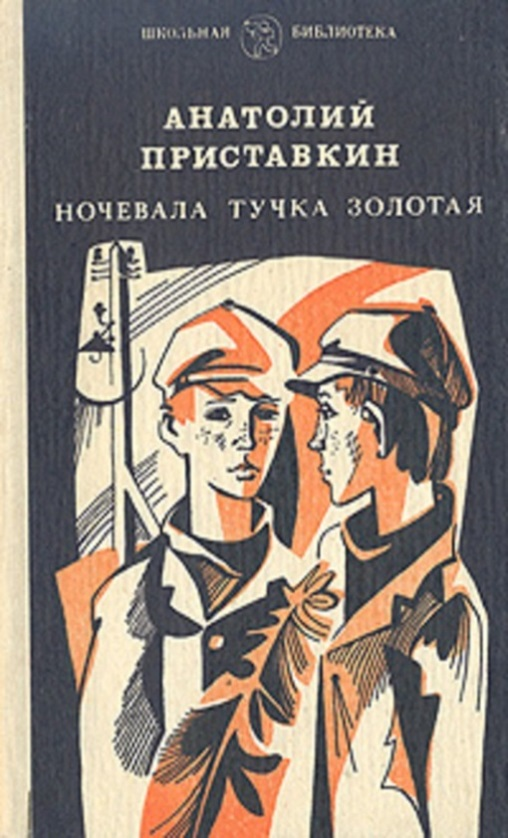 ШКОЛЬНАЯ БИБЛИОТЕКА
АНАТОЛИЙ
ПРИСТАВКИН
НОЧЕВАЛА ТУЧКА ЗОЛОТАЯ